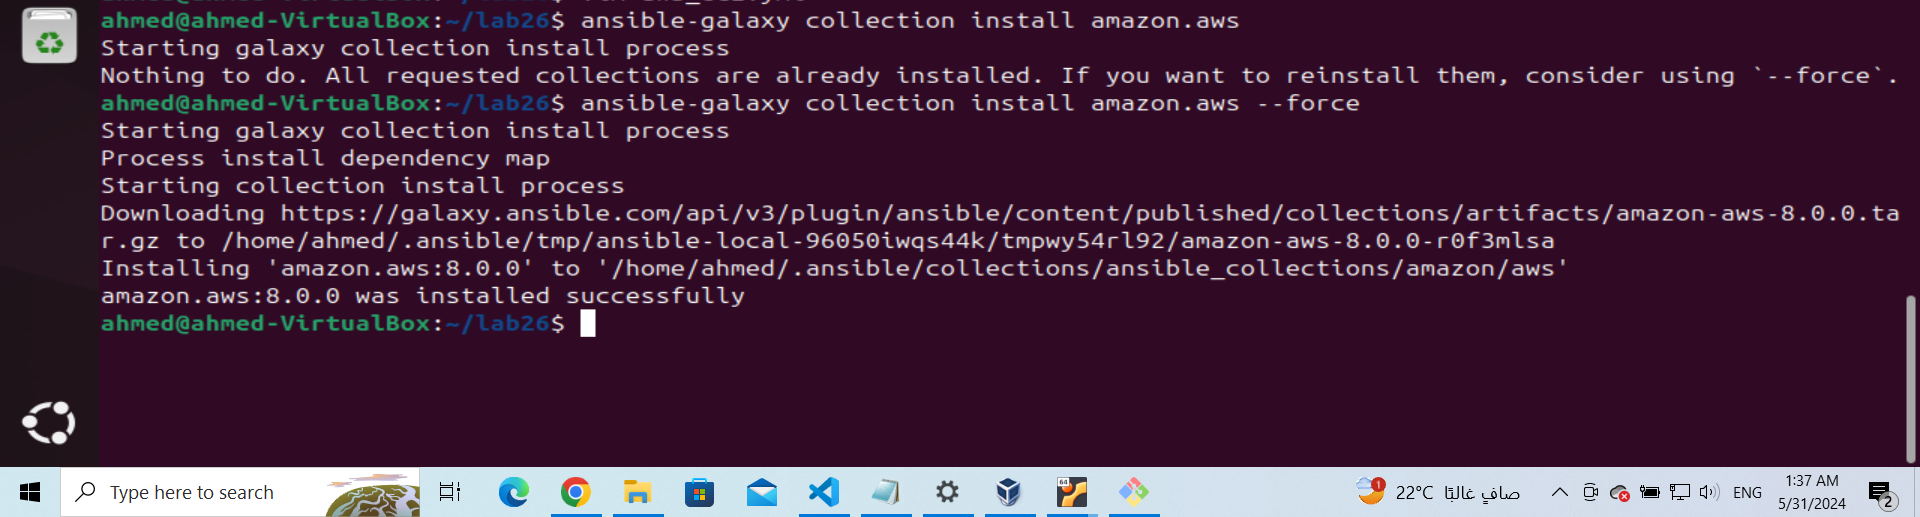 ahmed@ahmed-VirtualBox:~/lab26$ ansible-galaxy collection install amazon.aws
Starting galaxy collection install process
Nothing to do. All requested collections are already installed. If you want to reinstall them, consider using `--force`.
ahmed@ahmed-VirtualBox:~/lab26$ ansible-galaxy collection install amazon.aws --force
Starting galaxy collection install process
Process install dependency map
Starting collection install process
Downloading https://galaxy.ansible.com/api/v3/plugin/ansible/content/published/collections/artifacts/amazon-aws-8.0.0.ta
r.gz to /home/ahmed/.ansible/tmp/ansible-local-96050iwqs44k/tmpwy54rl92/amazon-aws-8.0.0-r0f3mlsa
Installing 'amazon.aws:8.0.0' to '/home/ahmed/.ansible/collections/ansible_collections/amazon/aws'
amazon.aws:8.0.0 was installed successfully
ahmed@ahmed-VirtualBox:~/lab26$
Type here to search
64
1
22°C صافٍ غالبًا
ENG
1:37 AM
5/31/2024
2